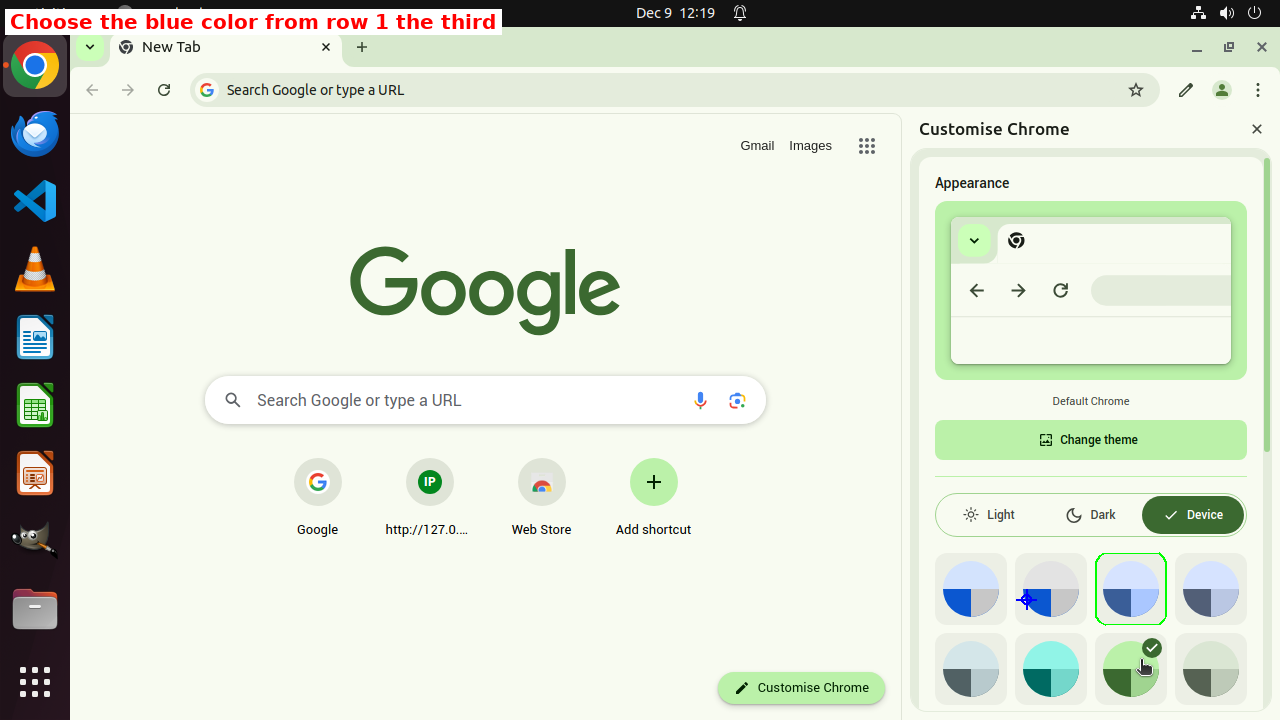 Choose the blue color from row 1 the third
Dec 9 12:19
New Tab
Search Google or type a URL
Customise Chrome
Gmail
Images
Appearance
Google
Default Chrome
Search Google or type a URL
Change theme
IP
Google
http://127.0....
Web Store
Add shortcut
Light
Dark
Device
Customise Chrome